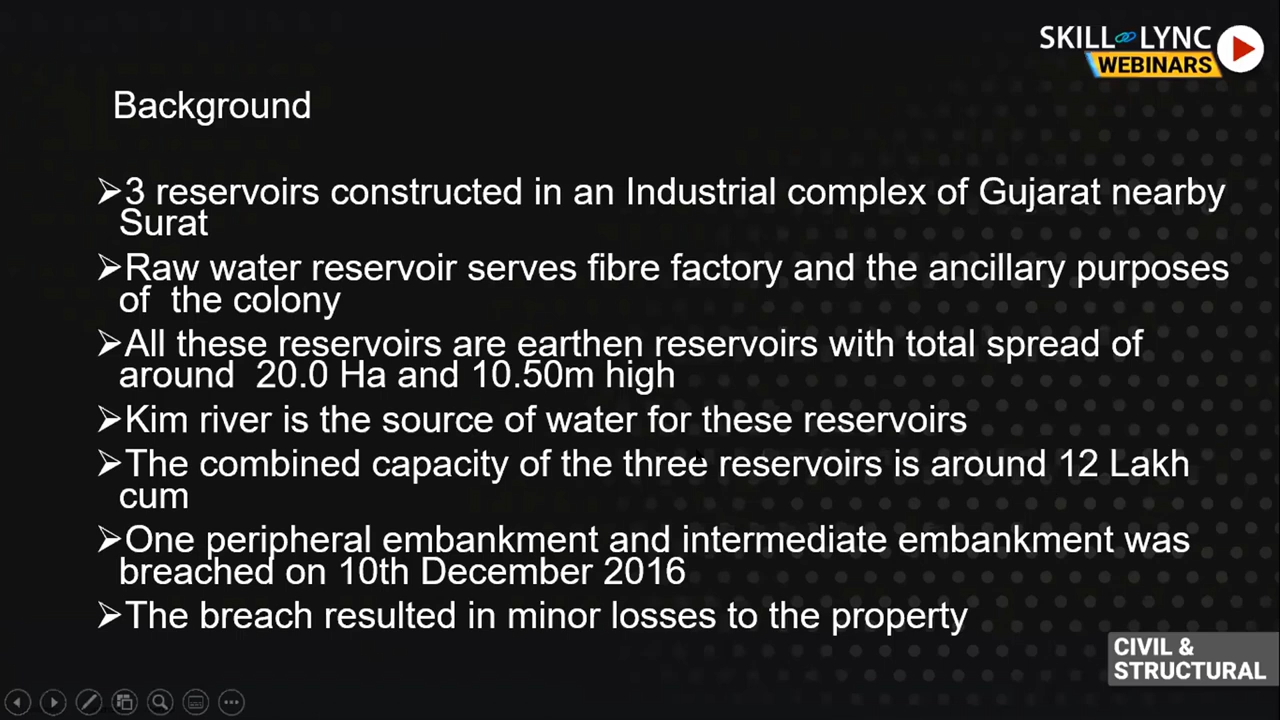 SKILL LYNC
WEBINARS
Background
➢3 reservoirs constructed in an Industrial complex of Gujarat nearby
Surat
➢Raw water reservoir serves fibre factory and the ancillary purposes
of the colony
➢All these reservoirs are earthen reservoirs with total spread of
around 20.0 Ha and 10.50m high
➢Kim river is the source of water for these reservoirs
➢The combined capacity of the three reservoirs is around 12 Lakh
cum
➢One peripheral embankment and intermediate embankment was
breached on 10th December 2016
➢The breach resulted in minor losses to the property
CIVIL &
STRUCTURAL